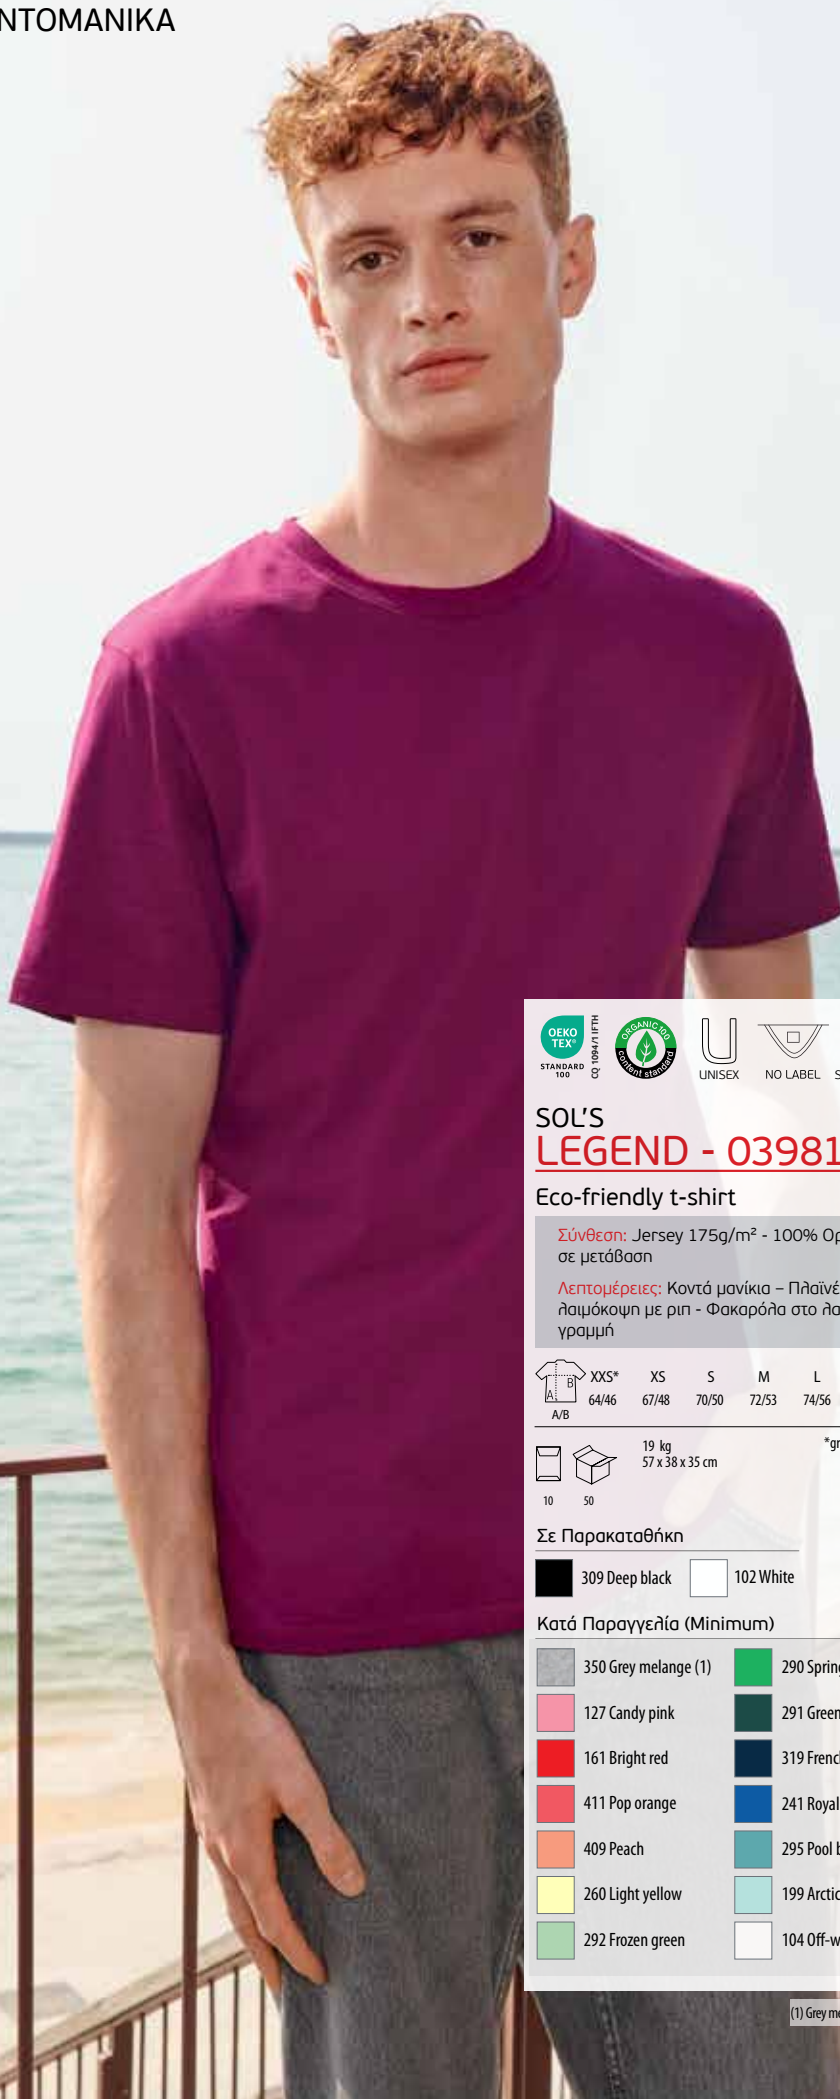 ΝΤΟΜΑΝΙΚΑ
OEKO
TEX®
STANDARD
100
CQ 1094/1 IFTH
ORGANIC 100
content standard
UNISEX
NO LABEL
SOL'S
LEGEND - 03981
Eco-friendly t-shirt
Σύνθεση: Jersey 175g/m² - 100%
σε μετάβαση
Λεπτομέρειες: Κοντά μανίκια –
λαιμόκοψη με ριπ - Φακαρόλα στο
γραμμή
A B XXS* XS S M L
64/46 67/48 70/50 72/53 74/56
A/B
19 kg
57 x 38 x 35 cm
10 50
Σε Παρακαταθήκη
309 Deep black 102 White
Κατά Παραγγελία (Minimum)
350 Grey melange (1) 290 Spring
127 Candy pink 291 Green
161 Bright red 319 French
411 Pop orange 241 Royal
409 Peach 295 Pool
260 Light yellow 199 Arctic
292 Frozen green 104 Off-w
(1) Grey me